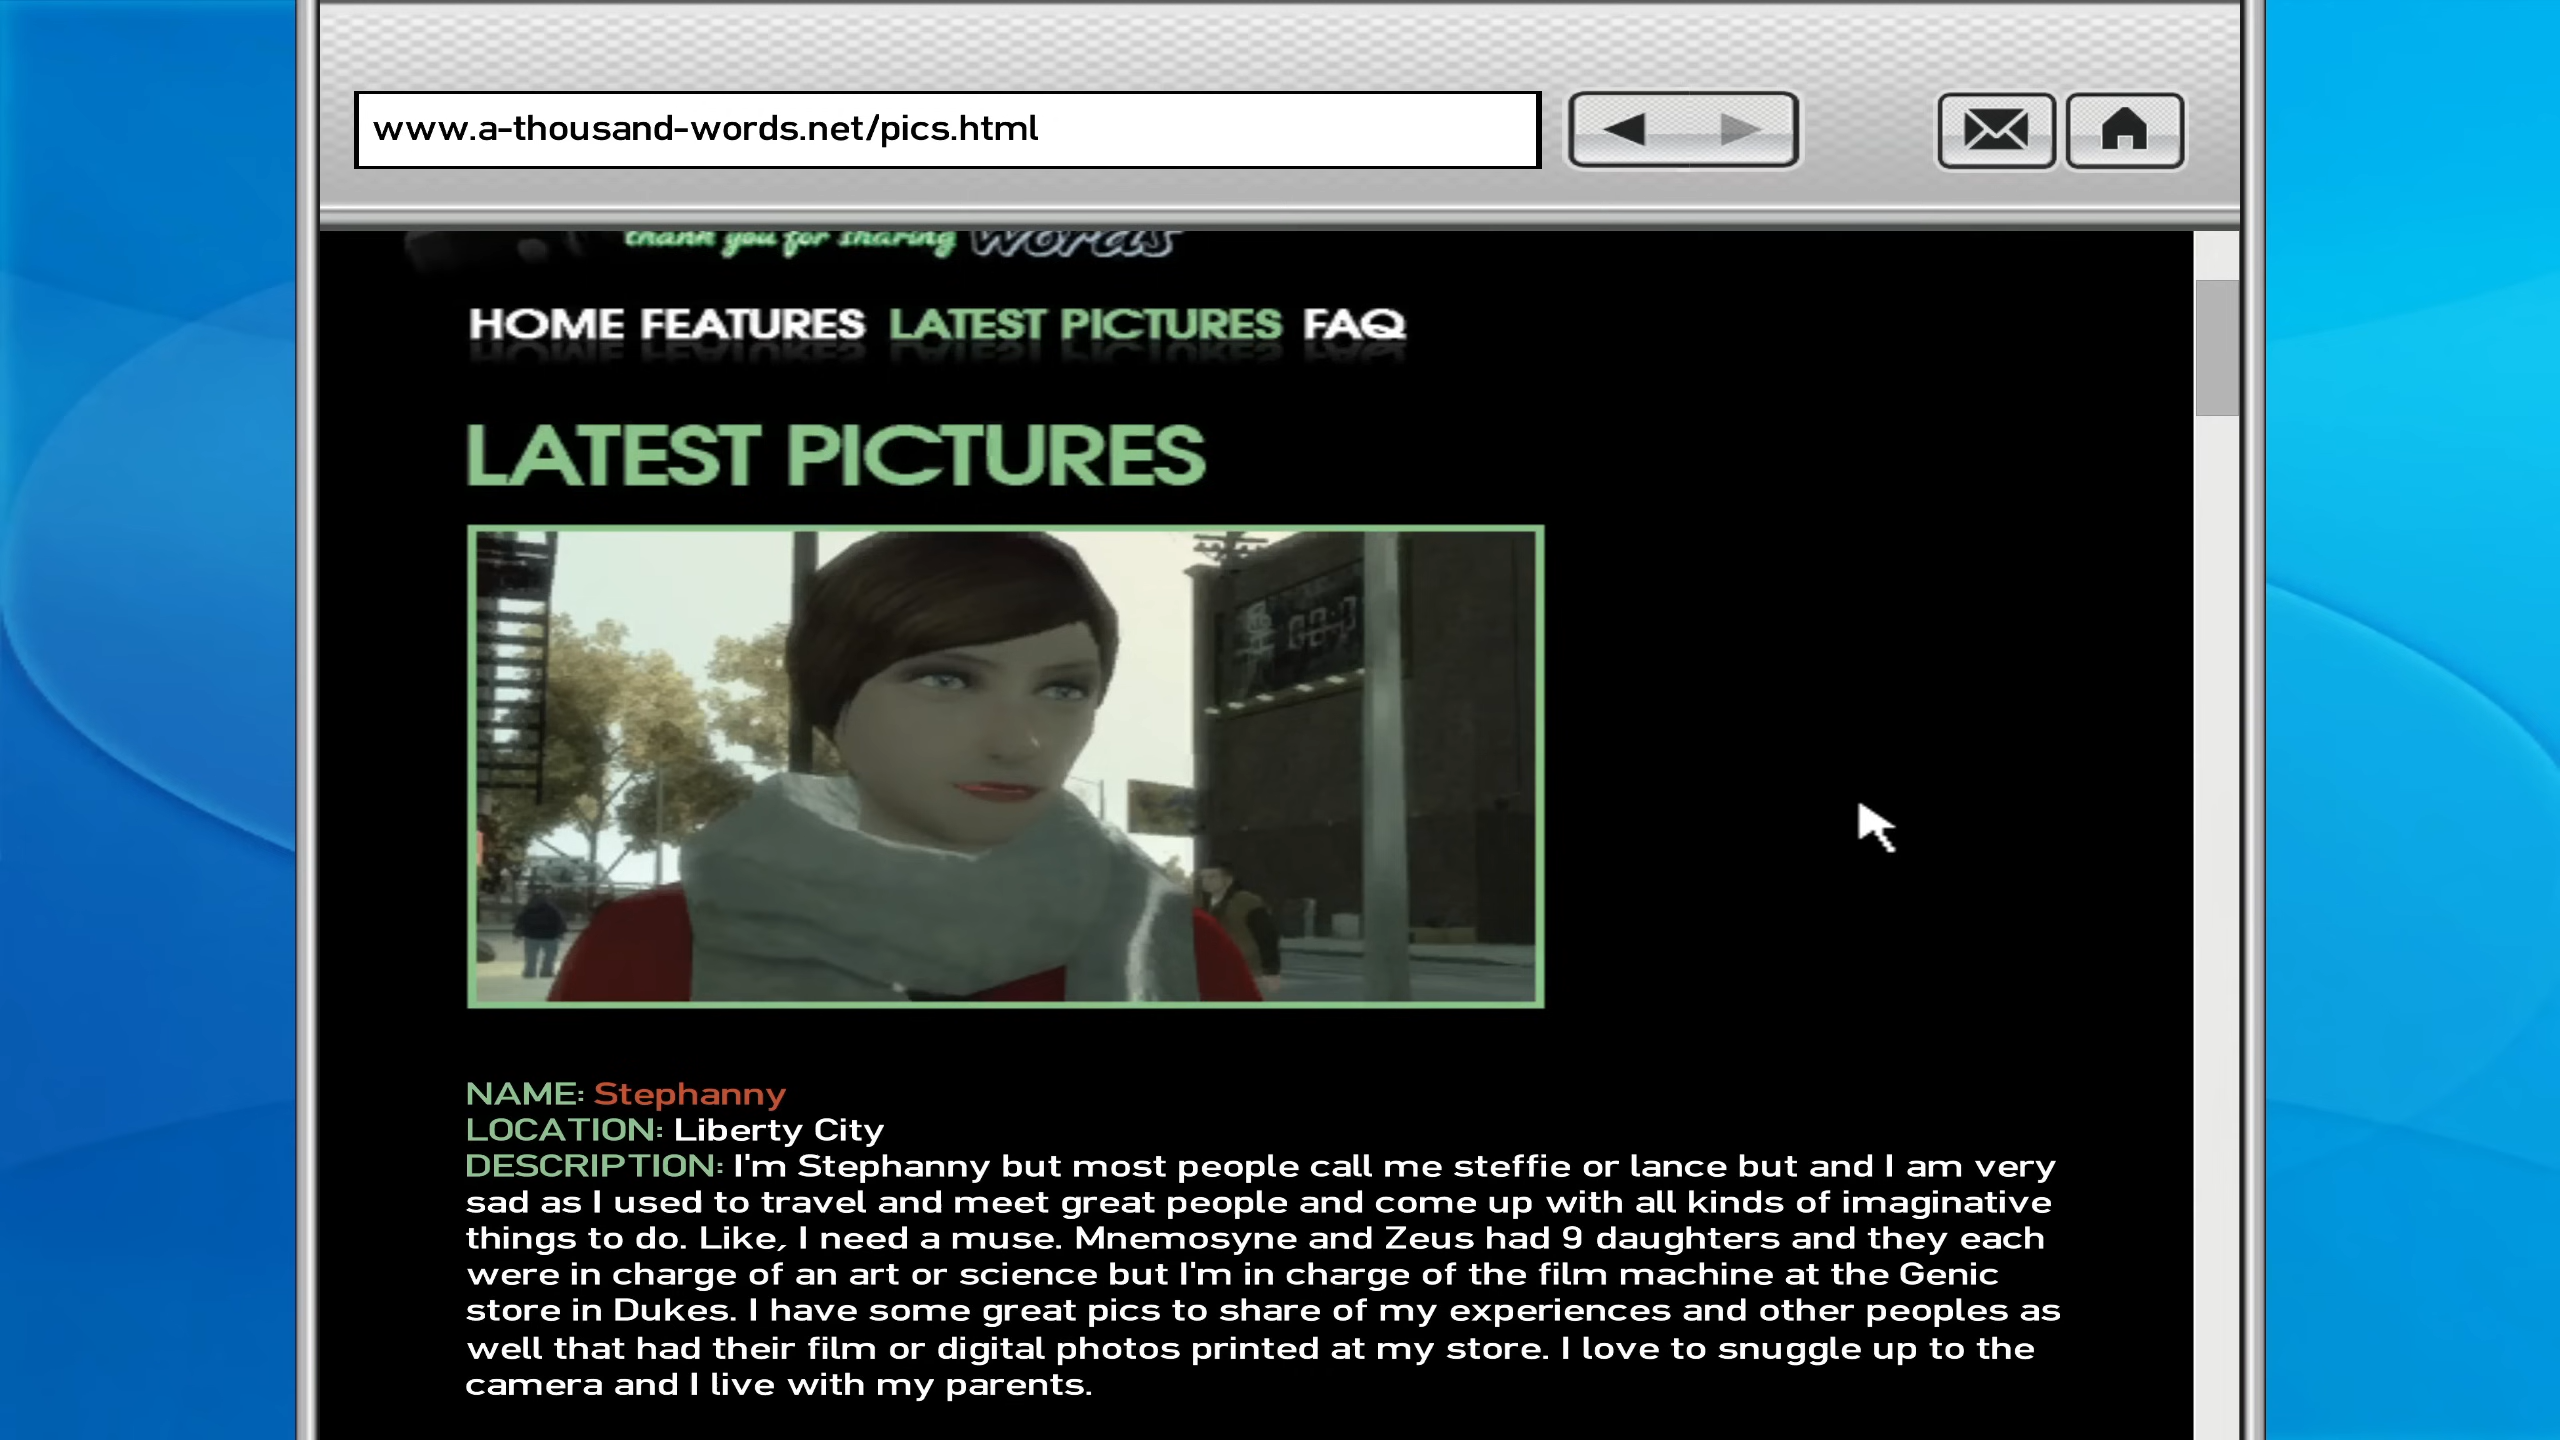 www.a-thousand-words.net/pics.html
thank you for sharing words
HOME FEATURES LATEST PICTURES FAQ
LATEST PICTURES
NAME: Stephanny
LOCATION: Liberty City
DESCRIPTION: I'm Stephanny but most people call me steffie or lance but and I am very
sad as I used to travel and meet great people and come up with all kinds of imaginative
things to do. Like, I need a muse. Mnemosyne and Zeus had 9 daughters and they each
were in charge of an art or science but I'm in charge of the film machine at the Genic
store in Dukes. I have some great pics to share of my experiences and other peoples as
well that had their film or digital photos printed at my store. I love to snuggle up to the
camera and I live with my parents.